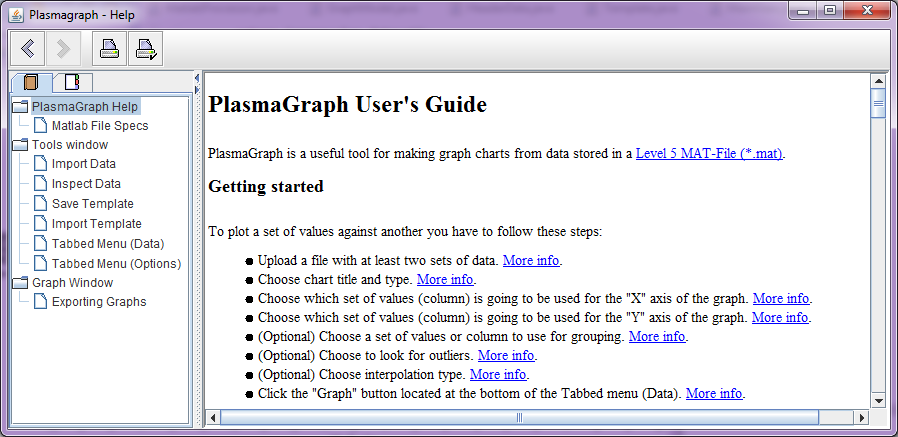 Plasmagraph - Help
PlasmaGraph Help
Matlab File Specs
Tools window
Import Data
Inspect Data
Save Template
Import Template
Tabbed Menu (Data)
Tabbed Menu (Options)
Graph Window
Exporting Graphs
PlasmaGraph User's Guide
PlasmaGraph is a useful tool for making graph charts from data stored in a Level 5 MAT-File (*.mat).
Getting started
To plot a set of values against another you have to follow these steps:
Upload a file with at least two sets of data. More info.
Choose chart title and type. More info.
Choose which set of values (column) is going to be used for the "X" axis of the graph. More info.
Choose which set of values (column) is going to be used for the "Y" axis of the graph. More info.
(Optional) Choose a set of values or column to use for grouping. More info.
(Optional) Choose to look for outliers. More info.
(Optional) Choose interpolation type. More info.
Click the "Graph" button located at the bottom of the Tabbed menu (Data). More info.